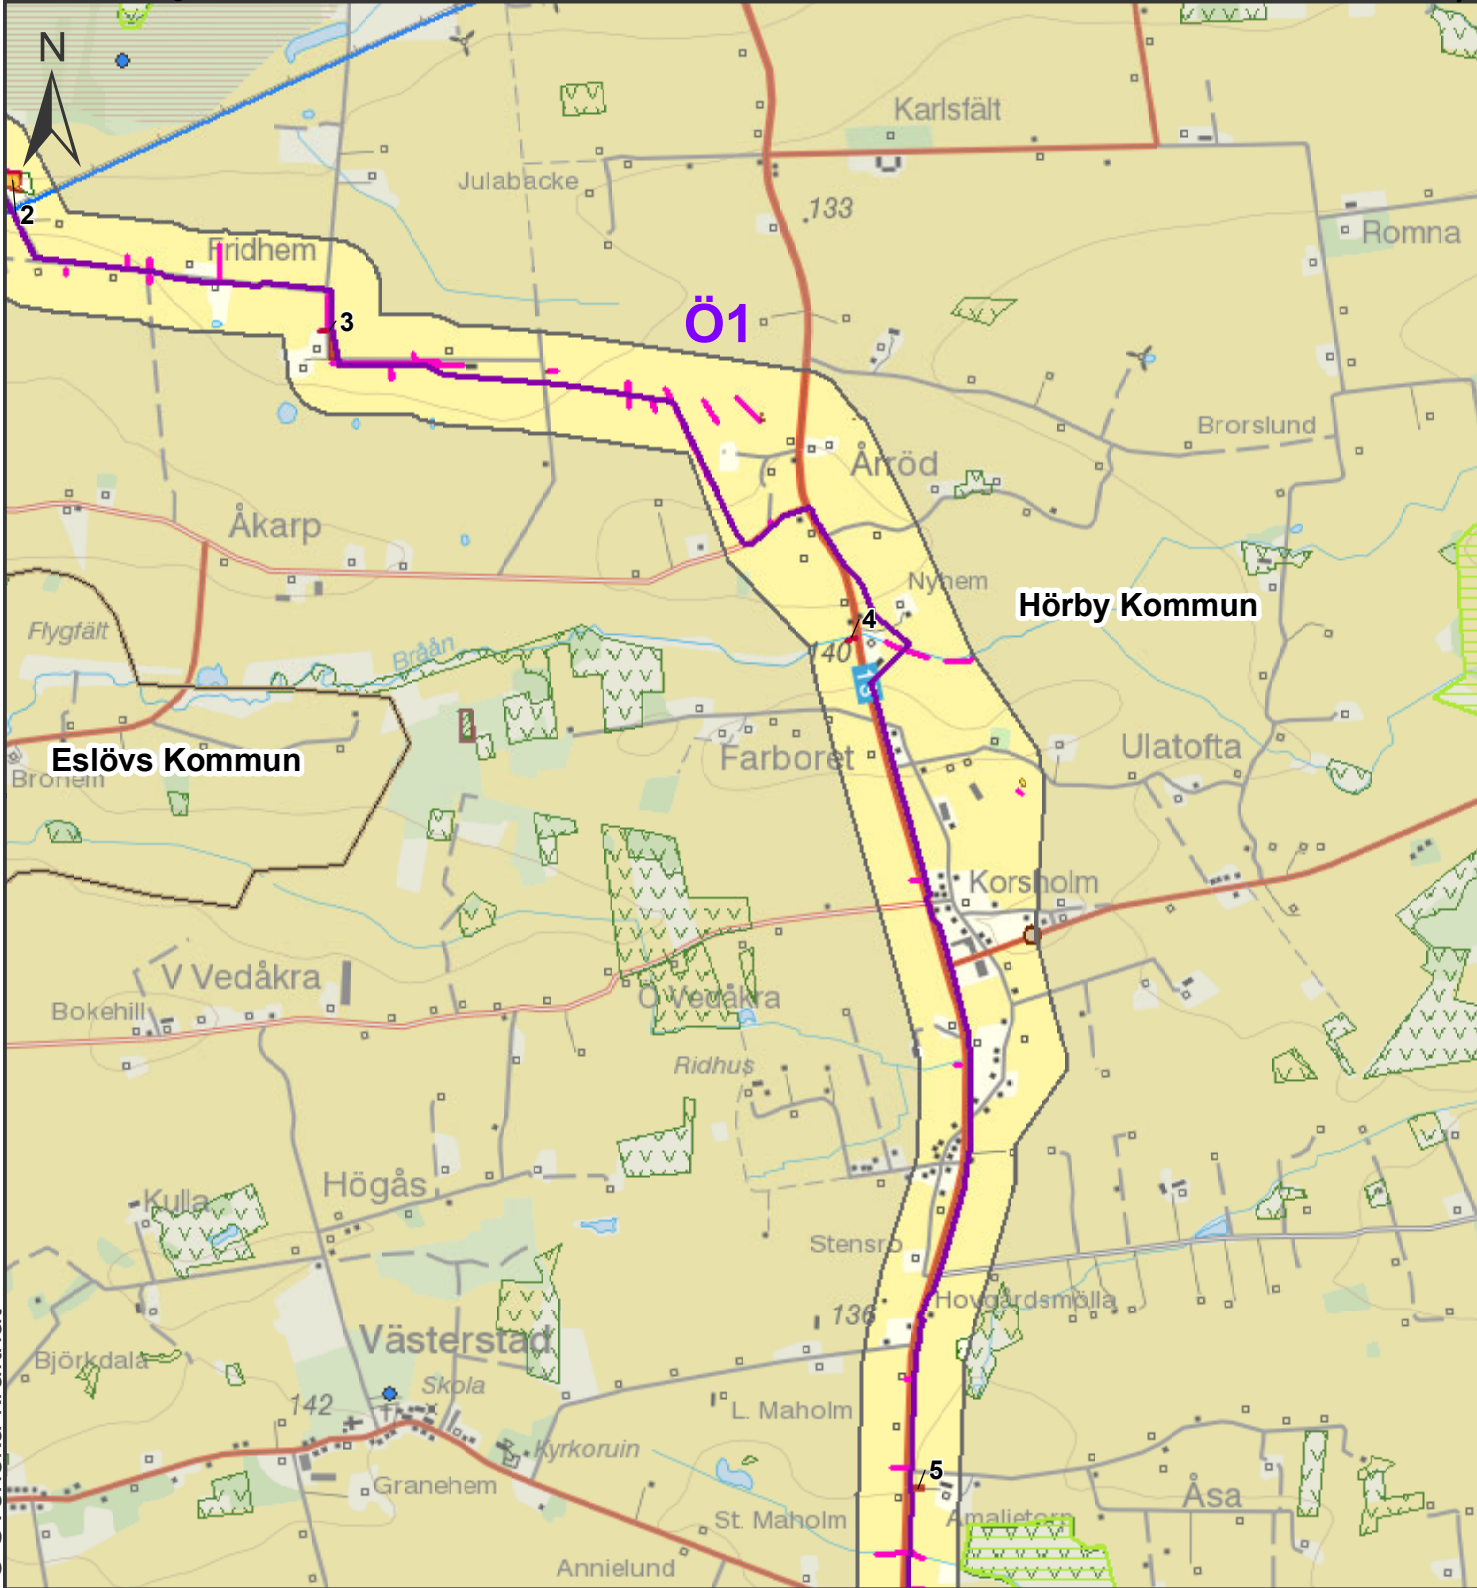 N
Karlsfält
Julabacke
133
2
Romna
Fridhem
Ö1
3
Brorslund
Årröd
Åkarp
Nyhem
Hörby Kommun
4
Flygfält
Bråån
140
13
Ulatofta
Farboret
Eslövs Kommun
Brohem
Korsholm
V Vedåkra
Ö Vedåkra
Bokehill
Ridhus
Högås
Kulla
Stensro
Hovgårdsmölla
136
Västerstad
Björkdala
Skola
142
L. Maholm
Kyrkoruin
5
Granehem
Åsa
St. Maholm
Amalietorp
Annielund